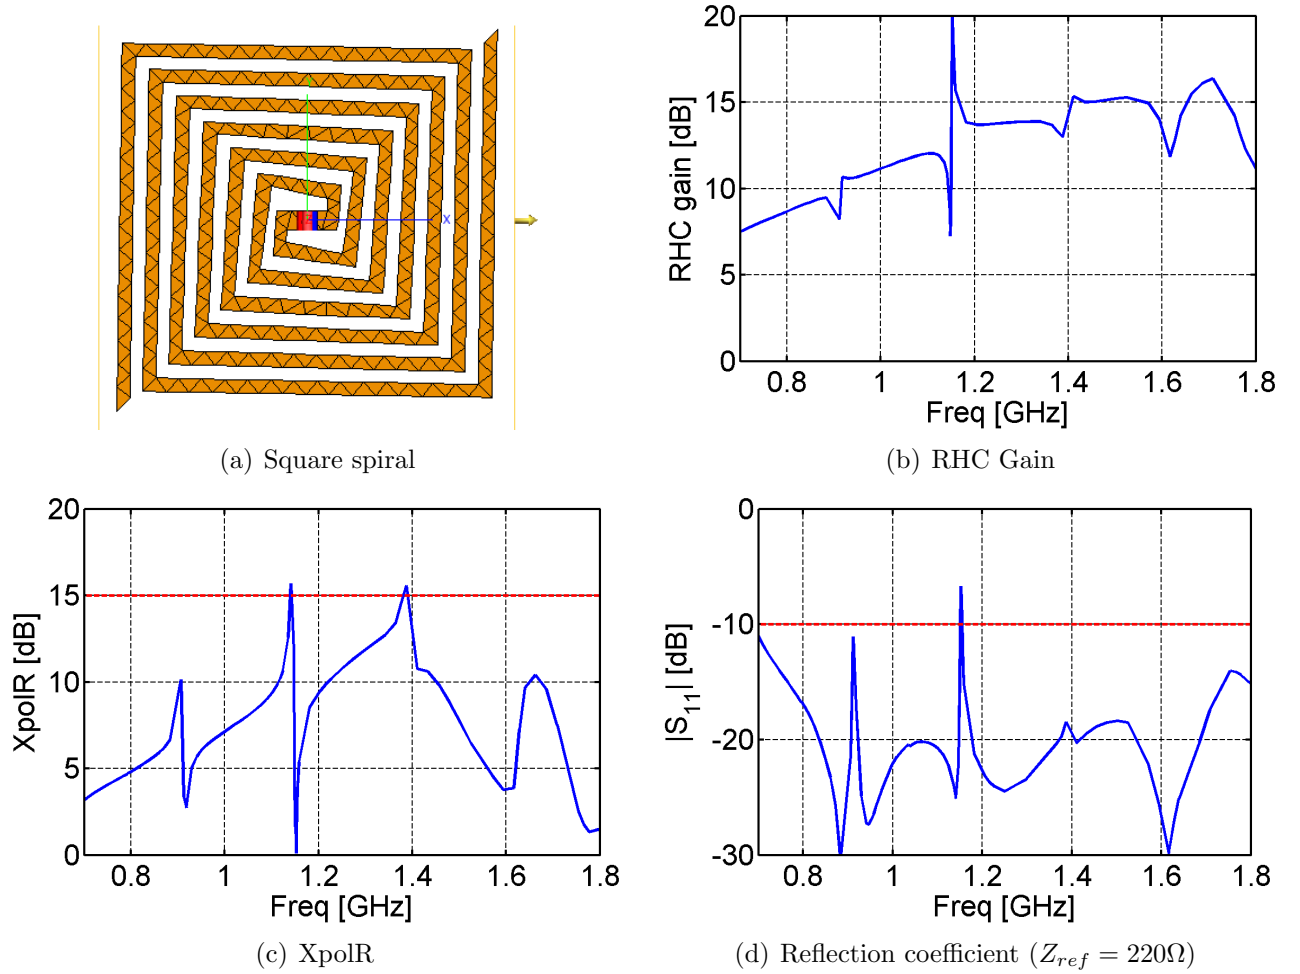 X
(a) Square spiral
20
15
10
5
0
0.8 1 1.2 1.4 1.6 1.8
RHC gain [dB]
Freq [GHz]
(b) RHC Gain
20
15
10
5
0
0.8 1 1.2 1.4 1.6 1.8
XpolR [dB]
Freq [GHz]
(c) XpolR
0
-10
-20
-30
0.8 1 1.2 1.4 1.6 1.8
|S_11| [dB]
Freq [GHz]
(d) Reflection coefficient (Z_ref = 220Ω)